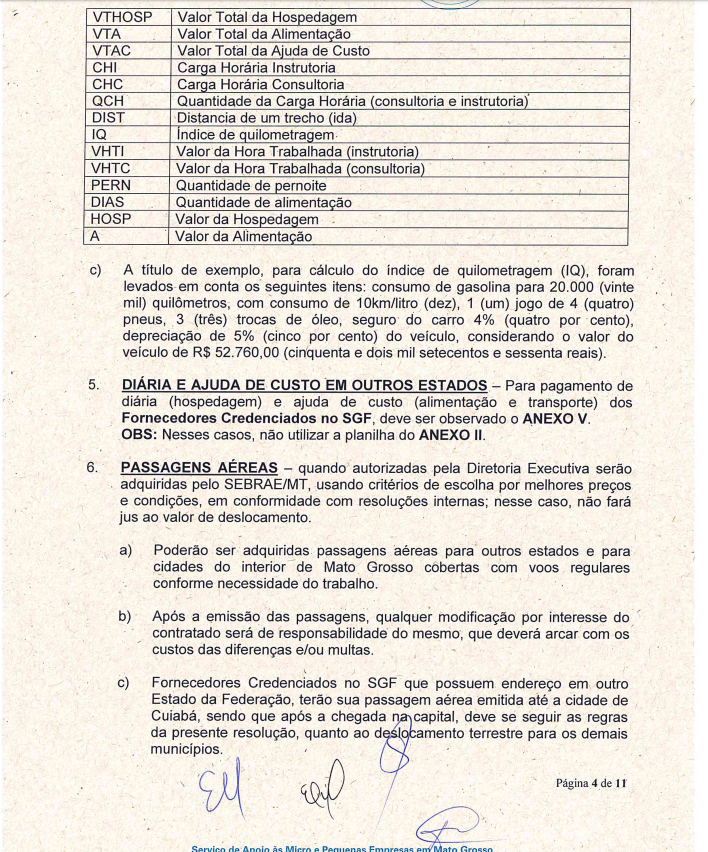 VTHOSP Valor Total da Hospedagem
VTA Valor Total da Alimentação
VTAC Valor Total da Ajuda de Custo
CHI Carga Horária Instrutoria
CHC Carga Horária Consultoria
QCH Quantidade da Carga Horária (consultoria e instrutoria)
DIST Distancia de um trecho (ida)
IQ Índice de quilometragem
VHTI Valor da Hora Trabalhada (instrutoria)
VHTC Valor da Hora Trabalhada (consultoria)
PERN Quantidade de pernoite
DIAS Quantidade de alimentação
HOSP Valor da Hospedagem
A Valor da Alimentação
c) A título de exemplo, para cálculo do índice de quilometragem (IQ), foram
levados em conta os seguintes itens: consumo de gasolina para 20.000 (vinte
mil) quilômetros, com consumo de 10km/litro (dez), 1 (um) jogo de 4 (quatro)
pneus, 3 (três) trocas de óleo, seguro do carro 4% (quatro por cento),
depreciação de 5% (cinco por cento) do veículo, considerando o valor do
veículo de R$ 52.760,00 (cinquenta e dois mil setecentos e sessenta reais).
5. DIÁRIA E AJUDA DE CUSTO EM OUTROS ESTADOS – Para pagamento de
diária (hospedagem) e ajuda de custo (alimentação e transporte) dos
Fornecedores Credenciados no SGF, deve ser observado o ANEXO V.
OBS: Nesses casos, não utilizar a planilha do ANEXO II.
6. PASSAGENS AÉREAS – quando autorizadas pela Diretoria Executiva serão
adquiridas pelo SEBRAE/MT, usando critérios de escolha por melhores preços
e condições, em conformidade com resoluções internas; nesse caso, não fará
jus ao valor de deslocamento.
a) Poderão ser adquiridas passagens aéreas para outros estados e para
cidades do interior de Mato Grosso cobertas com voos regulares
conforme necessidade do trabalho.
b) Após a emissão das passagens, qualquer modificação por interesse do
contratado será de responsabilidade do mesmo, que deverá arcar com os
custos das diferenças e/ou multas.
c) Fornecedores Credenciados no SGF que possuem endereço em outro
Estado da Federação, terão sua passagem aérea emitida até a cidade de
Cuiabá, sendo que após a chegada na capital, deve se seguir as regras
da presente resolução, quanto ao deslocamento terrestre para os demais
municípios.
Página 4 de 11
Serviço de Apoio às Micro e Pequenas Empresas em Mato Grosso